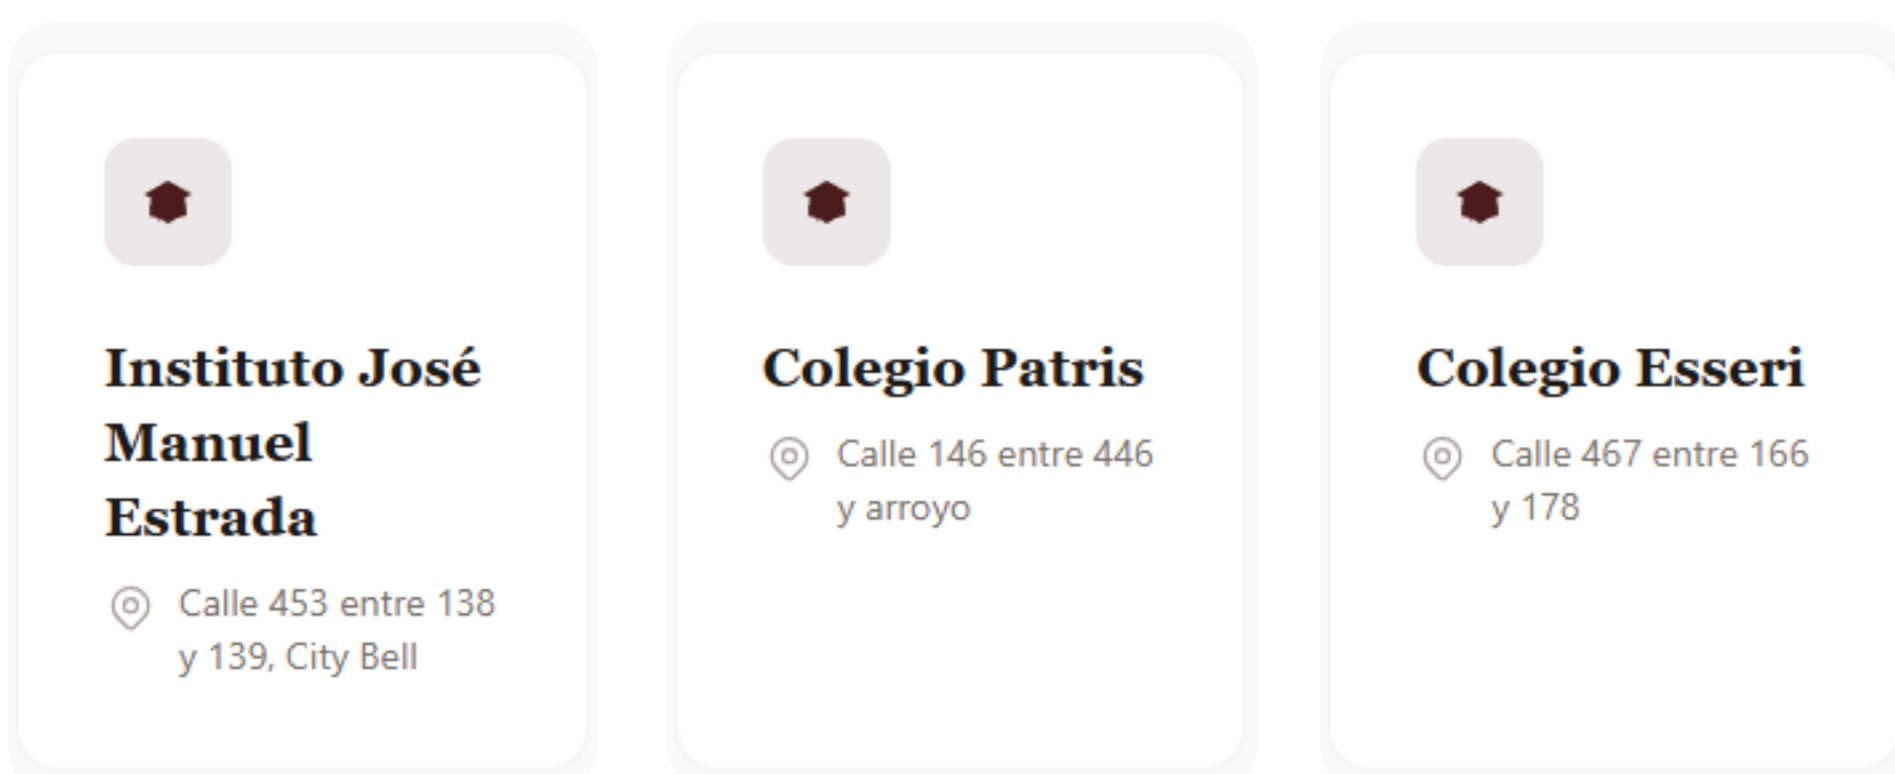 Instituto José
Manuel
Estrada
Calle 453 entre 138
y 139, City Bell
Colegio Patris
Calle 146 entre 446
y arroyo
Colegio Esseri
Calle 467 entre 166
y 178